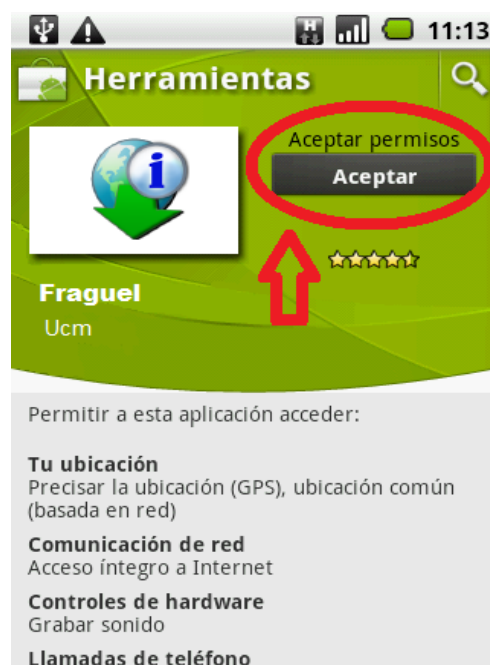 H 11:13
Herramientas
Aceptar permisos
Aceptar
i
Fraguel
Ucm
Permitir a esta aplicación acceder:
Tu ubicación
Precisar la ubicación (GPS), ubicación común
(basada en red)
Comunicación de red
Acceso íntegro a Internet
Controles de hardware
Grabar sonido
Llamadas de teléfono